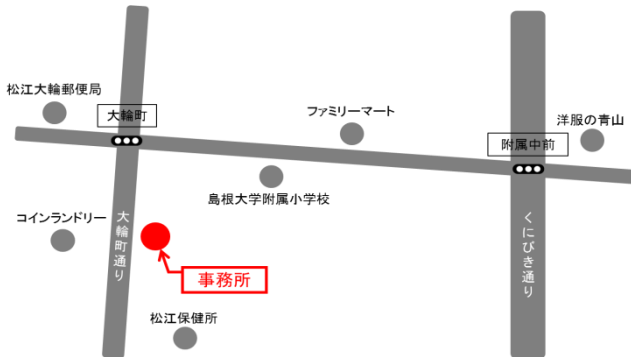 松江大輪郵便局
大輪町
ファミリーマート
洋服の青山
附属中前
島根大学附属小学校
コインランドリー
大輪町通り
くにびき通り
事務所
松江保健所